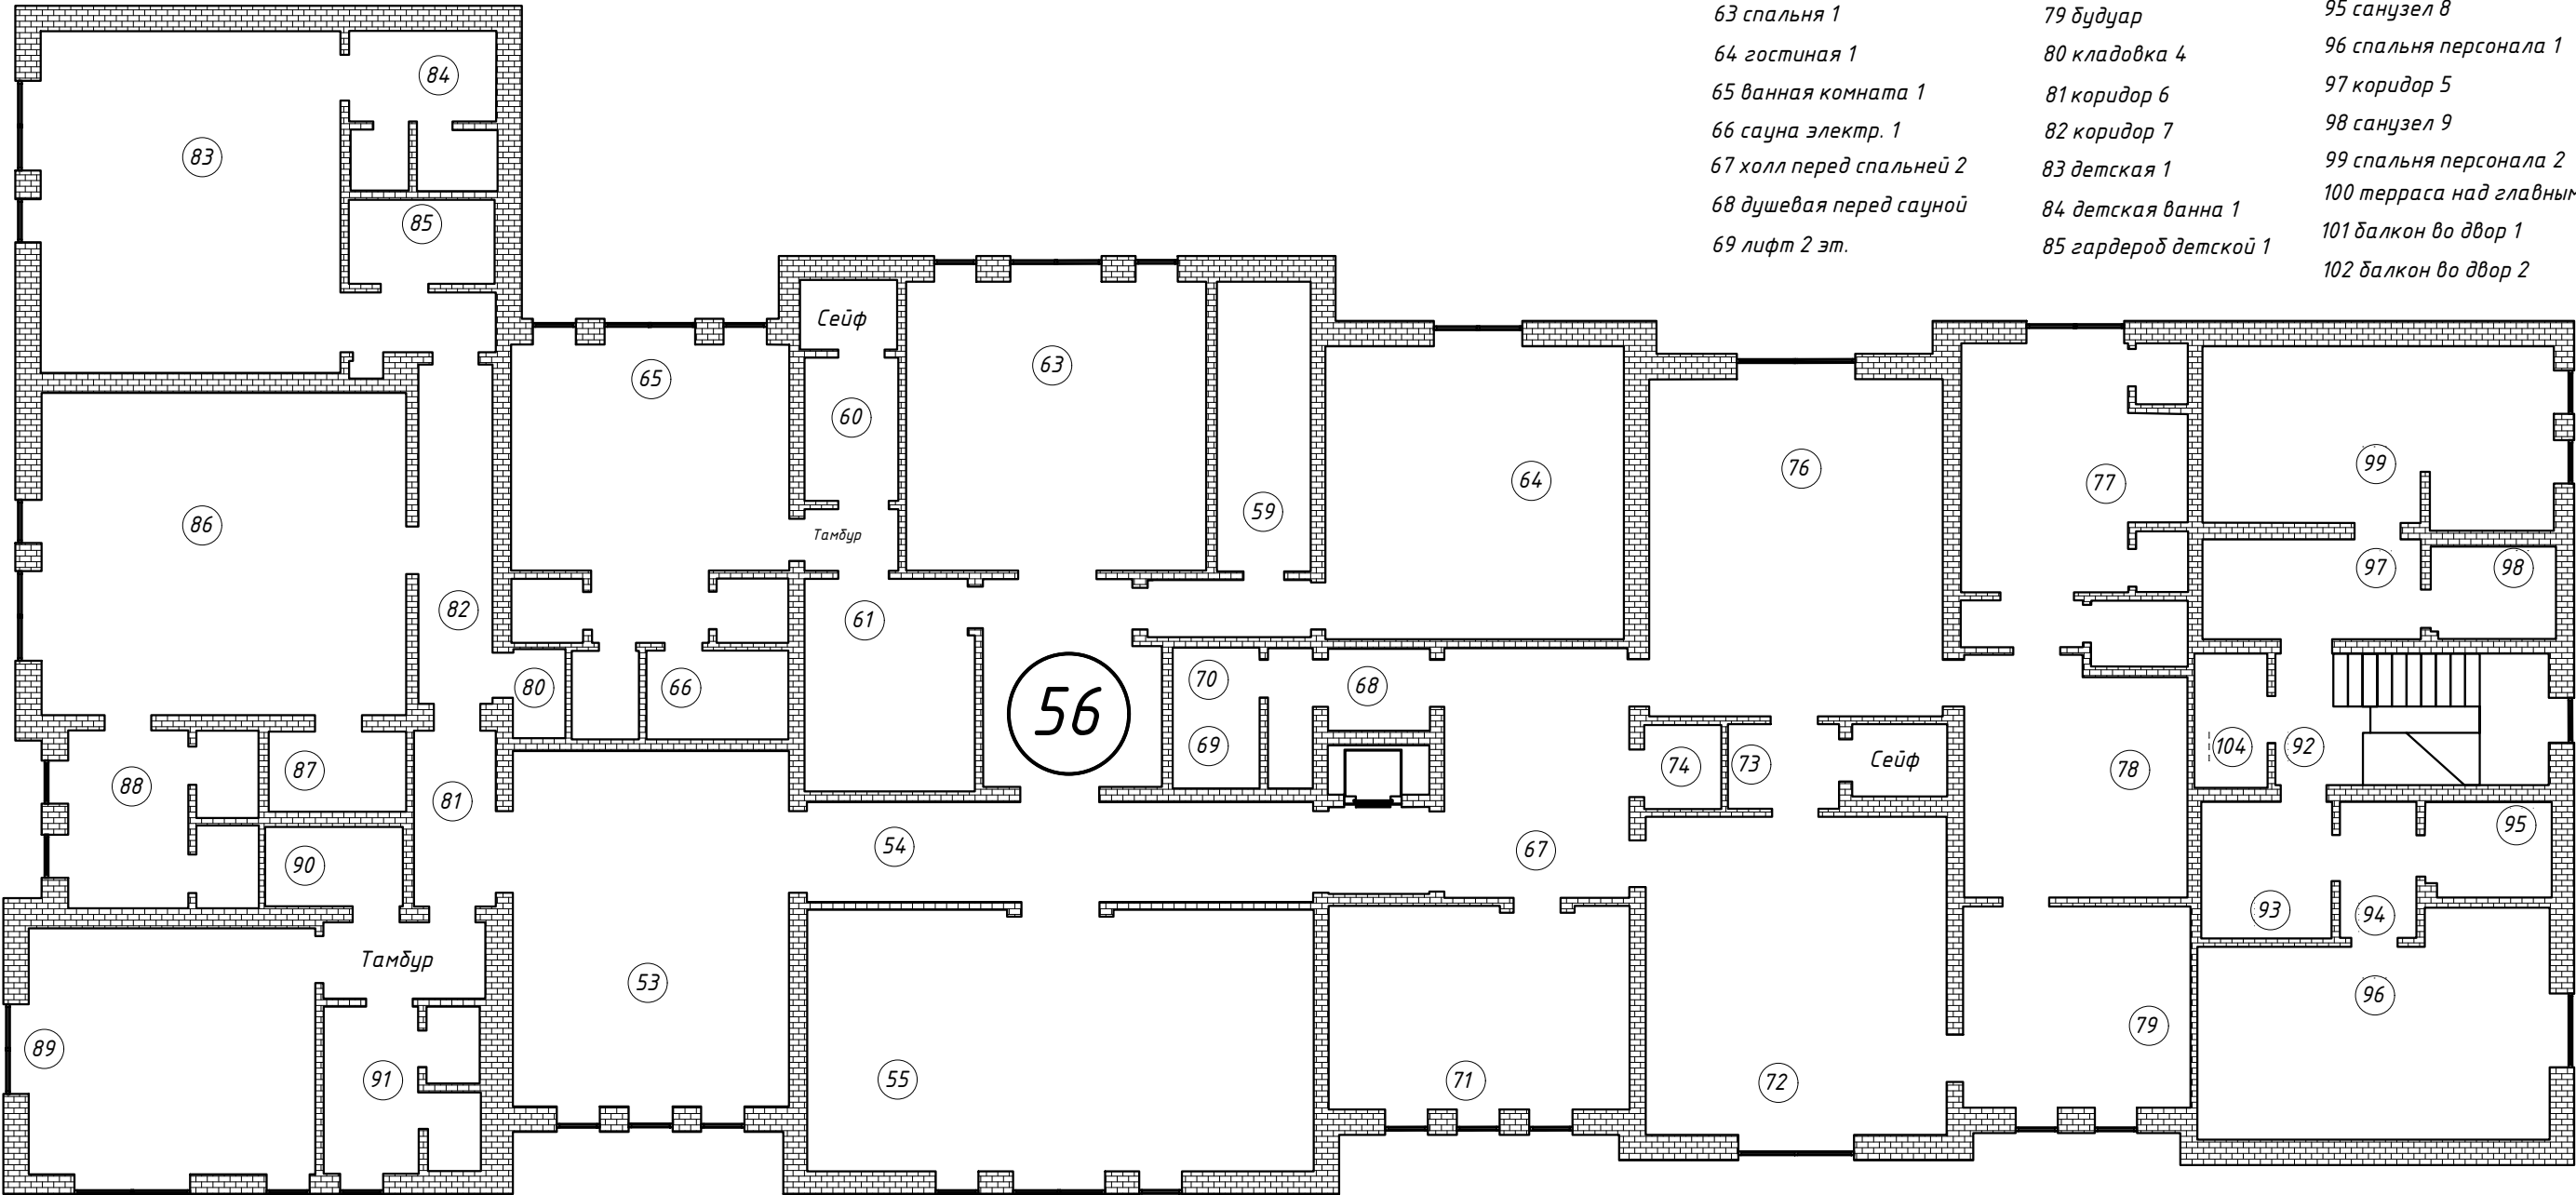 63 спальня 1
64 гостиная 1
65 ванная комната 1
66 сауна электр. 1
67 холл перед спальней 2
68 душевая перед сауной
69 лифт 2 эт.
79 будуар
80 кладовка 4
81 коридор 6
82 коридор 7
83 детская 1
84 детская ванна 1
85 гардероб детской 1
95 санузел 8
96 спальня персонала 1
97 коридор 5
98 санузел 9
99 спальня персонала 2
100 терраса над главным
101 балкон во двор 1
102 балкон во двор 2
84
83
85
Сейф
63
65
60
59
64
76
77
99
86
Тамбур
97
98
82
61
80
66
56
70
68
69
74
73
Сейф
78
104
92
88
87
81
90
54
67
95
93
94
Тамбур
53
96
89
91
55
71
72
79